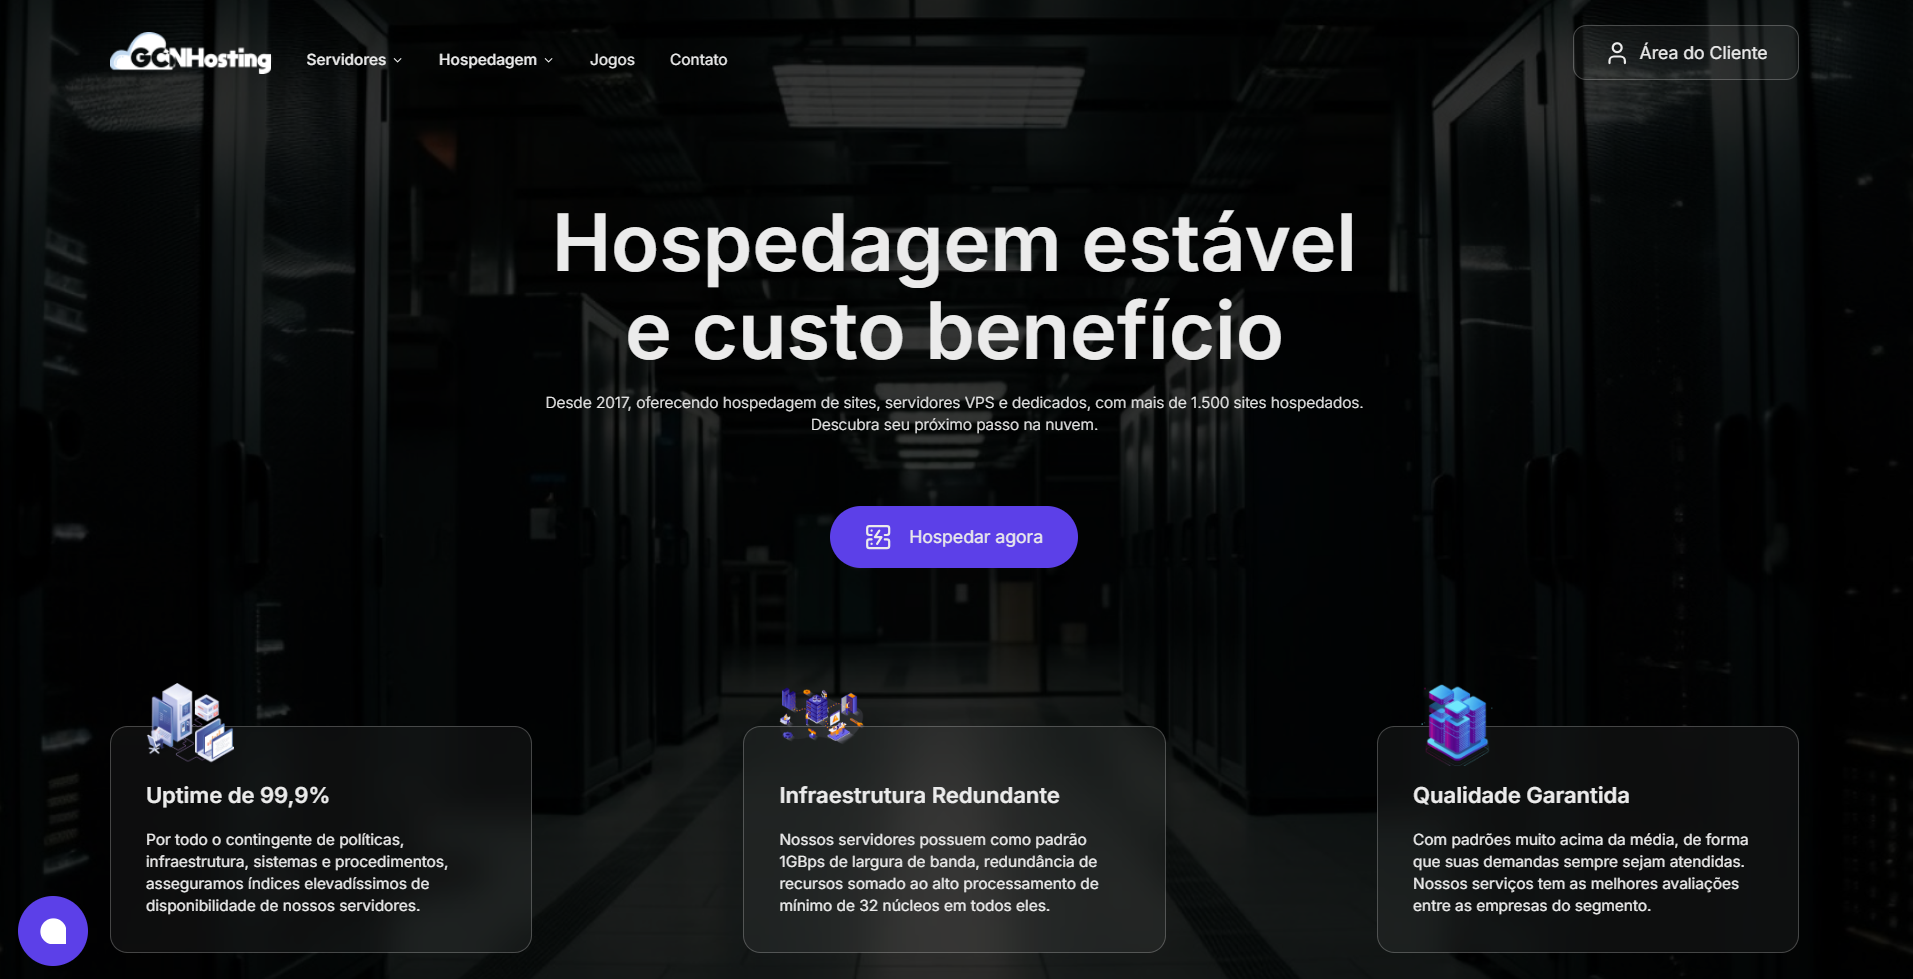 GCNHosting
Servidores
Hospedagem
Jogos
Contato
Área do Cliente
Hospedagem estável
e custo benefício
Desde 2017, oferecendo hospedagem de sites, servidores VPS e dedicados, com mais de 1.500 sites hospedados.
Descubra seu próximo passo na nuvem.
Hospedar agora
Uptime de 99,9%
Por todo o contingente de políticas,
infraestrutura, sistemas e procedimentos,
asseguramos índices elevadíssimos de
disponibilidade de nossos servidores.
Infraestrutura Redundante
Nossos servidores possuem como padrão
1GBps de largura de banda, redundância de
recursos somado ao alto processamento de
mínimo de 32 núcleos em todos eles.
Qualidade Garantida
Com padrões muito acima da média, de forma
que suas demandas sempre sejam atendidas.
Nossos serviços tem as melhores avaliações
entre as empresas do segmento.